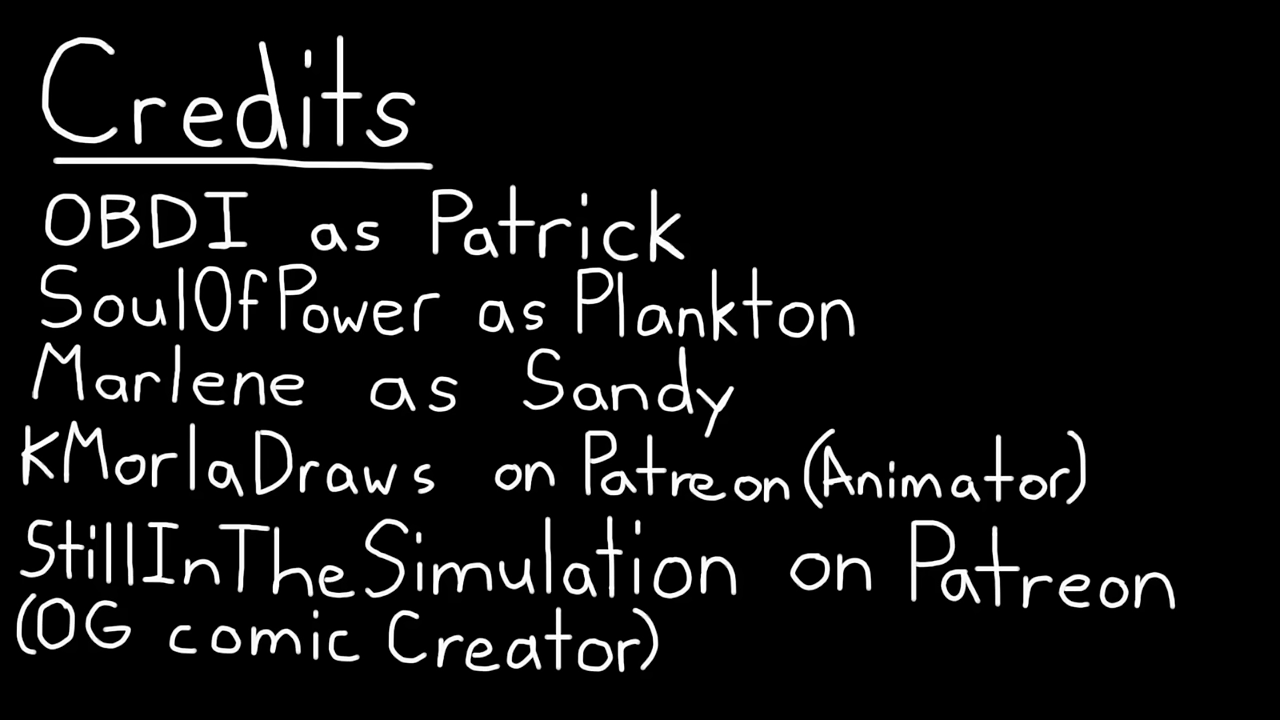 Credits
OBDI as Patrick
SoulOfPower as Plankton
Marlene as Sandy
KMorlaDraws on Patreon (Animator)
StillInTheSimulation on Patreon
(OG comic Creator)